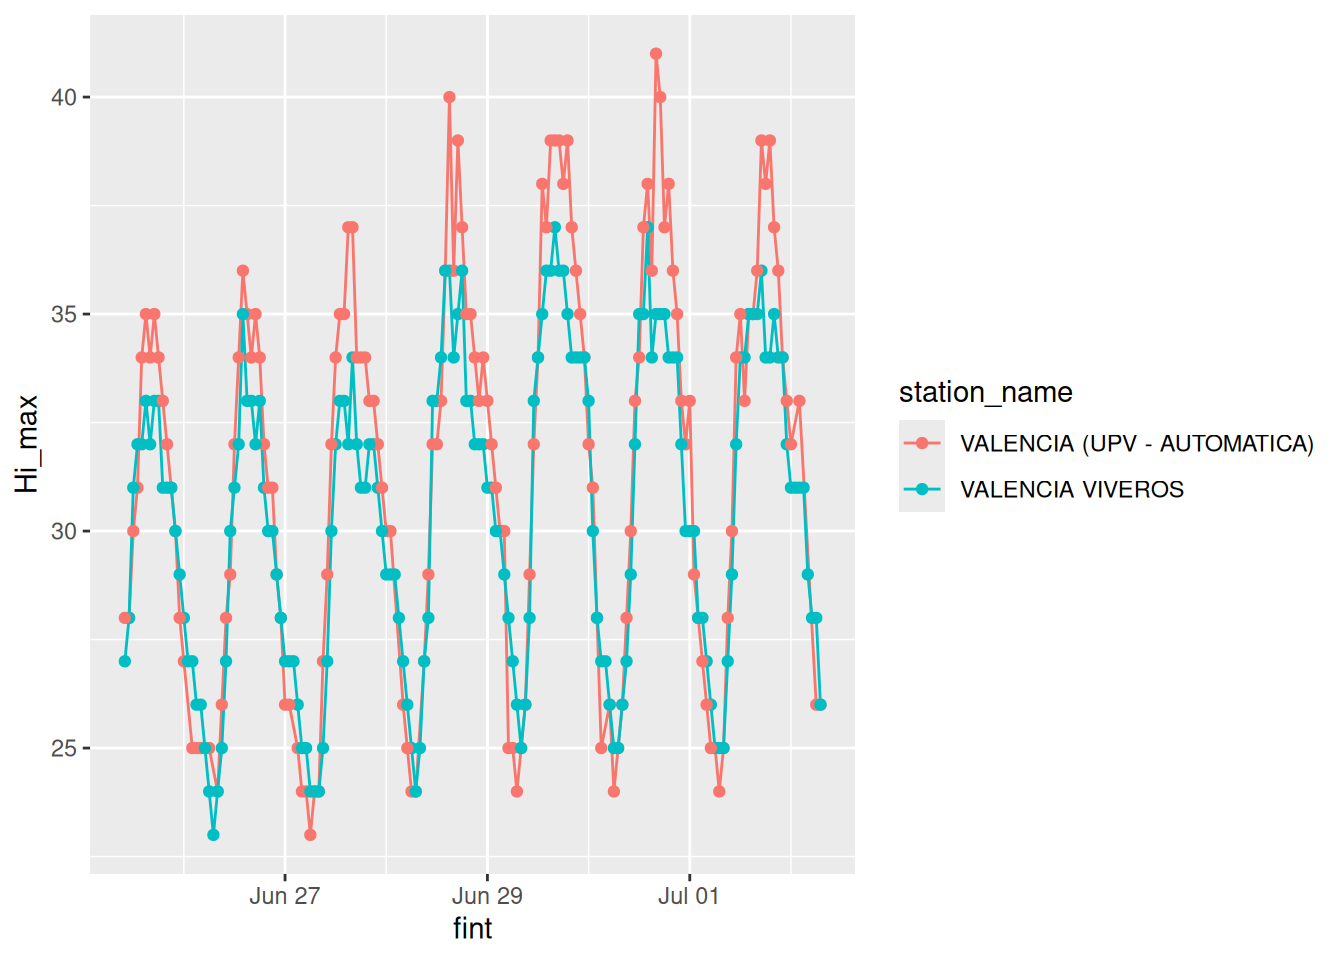 40
35
30
25
Hi_max
Jun 27
Jun 29
Jul 01
fint
station_name
VALENCIA (UPV - AUTOMATICA)
VALENCIA VIVEROS